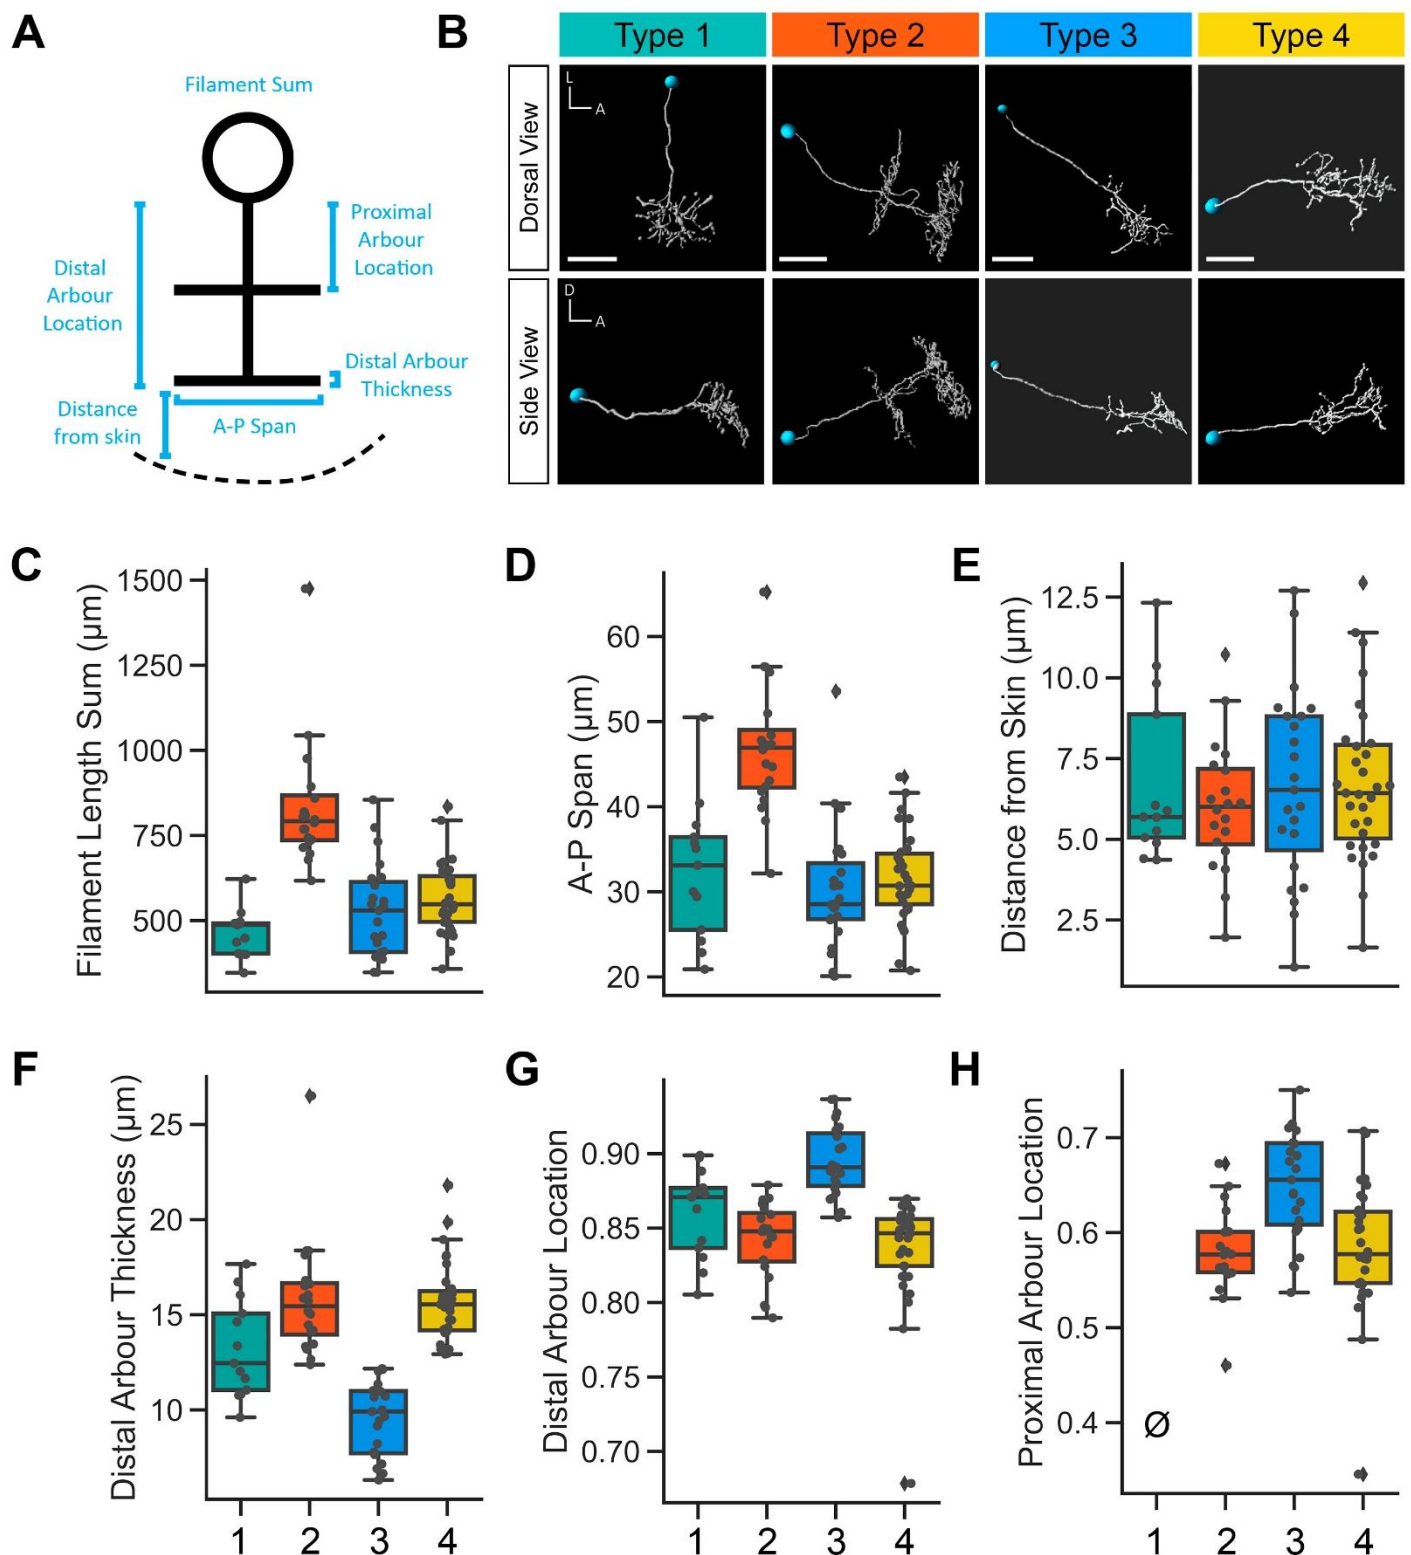 A
Filament Sum
Proximal
Arbour
Location
Distal
Arbour
Location
Distal Arbour
Thickness
Distance
from skin
A-P Span
B
Type 1
Type 2
Type 3
Type 4
Dorsal View
L
A
Side View
D
A
C
Filament Length Sum (µm)
1500
1250
1000
750
500
D
A-P Span (µm)
60
50
40
30
20
E
Distance from Skin (µm)
12.5
10.0
7.5
5.0
2.5
F
Distal Arbour Thickness (µm)
25
20
15
10
1 2 3 4
G
Distal Arbour Location
0.90
0.85
0.80
0.75
0.70
1 2 3 4
H
Proximal Arbour Location
0.7
0.6
0.5
0.4
Ø
1 2 3 4